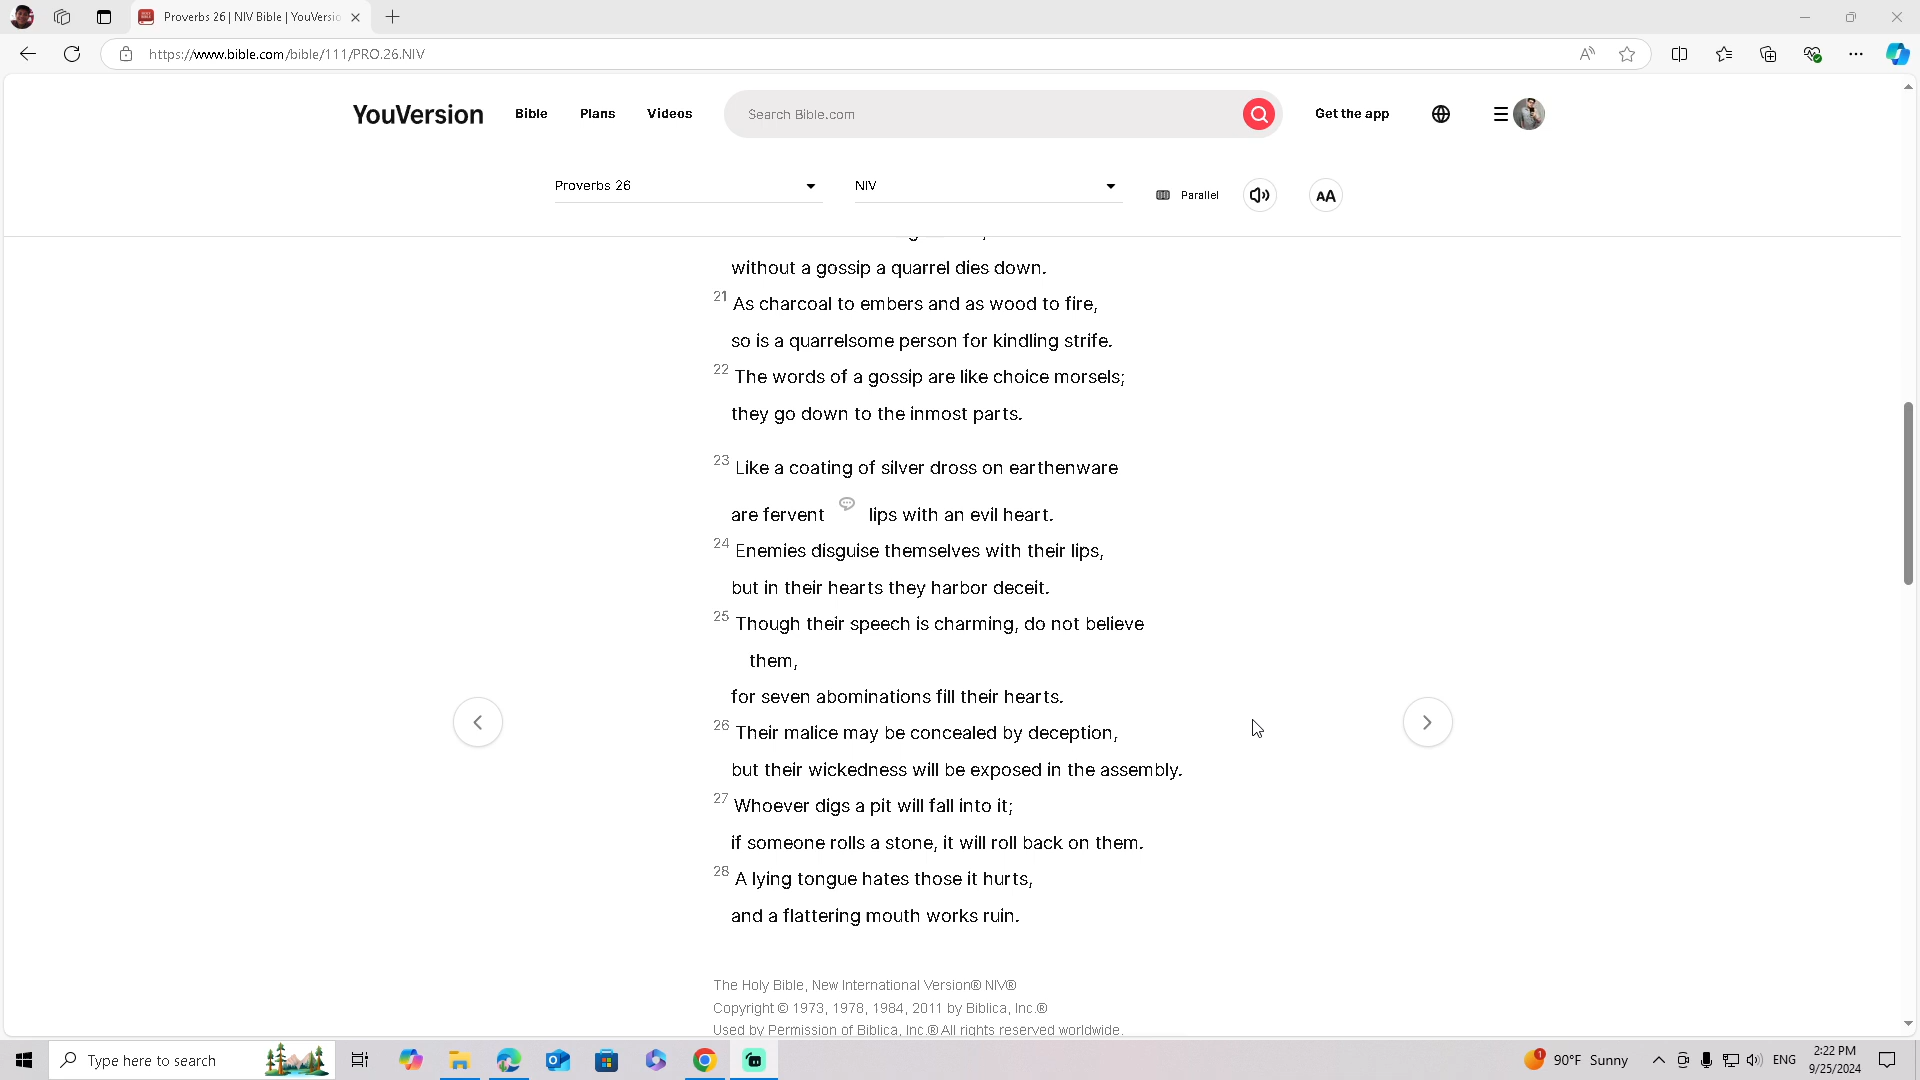 Proverbs 26 | NIV Bible | YouVersio
https://www.bible.com/bible/111/PRO.26.NIV
YouVersion Bible Plans Videos Search Bible.com Get the app
Proverbs 26 NIV Parallel AA
without a gossip a quarrel dies down.
21 As charcoal to embers and as wood to fire,
so is a quarrelsome person for kindling strife.
22 The words of a gossip are like choice morsels;
they go down to the inmost parts.
23 Like a coating of silver dross on earthenware
are fervent lips with an evil heart.
24 Enemies disguise themselves with their lips,
but in their hearts they harbor deceit.
25 Though their speech is charming, do not believe
them,
for seven abominations fill their hearts.
26 Their malice may be concealed by deception,
but their wickedness will be exposed in the assembly.
27 Whoever digs a pit will fall into it;
if someone rolls a stone, it will roll back on them.
28 A lying tongue hates those it hurts,
and a flattering mouth works ruin.
The Holy Bible, New International Version® NIV®
Copyright © 1973, 1978, 1984, 2011 by Biblica, Inc.®
Used by Permission of Biblica, Inc.® All rights reserved worldwide.
Type here to search 1 90°F Sunny ENG 2:22 PM
9/25/2024